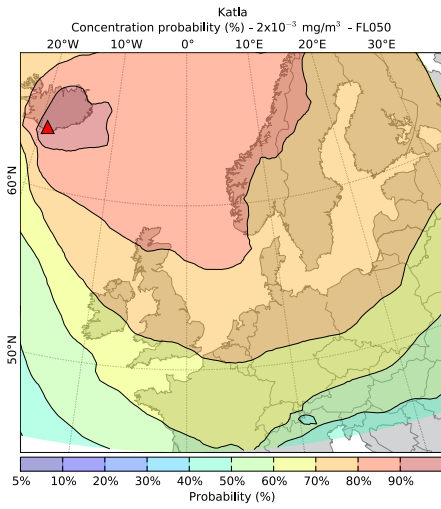 Katla
Concentration probability (%) - 2x10⁻³ mg/m³ - FL050
20°W 10°W 0° 10°E 20°E 30°E
60°N
50°N
5% 10% 20% 30% 40% 50% 60% 70% 80% 90%
Probability (%)